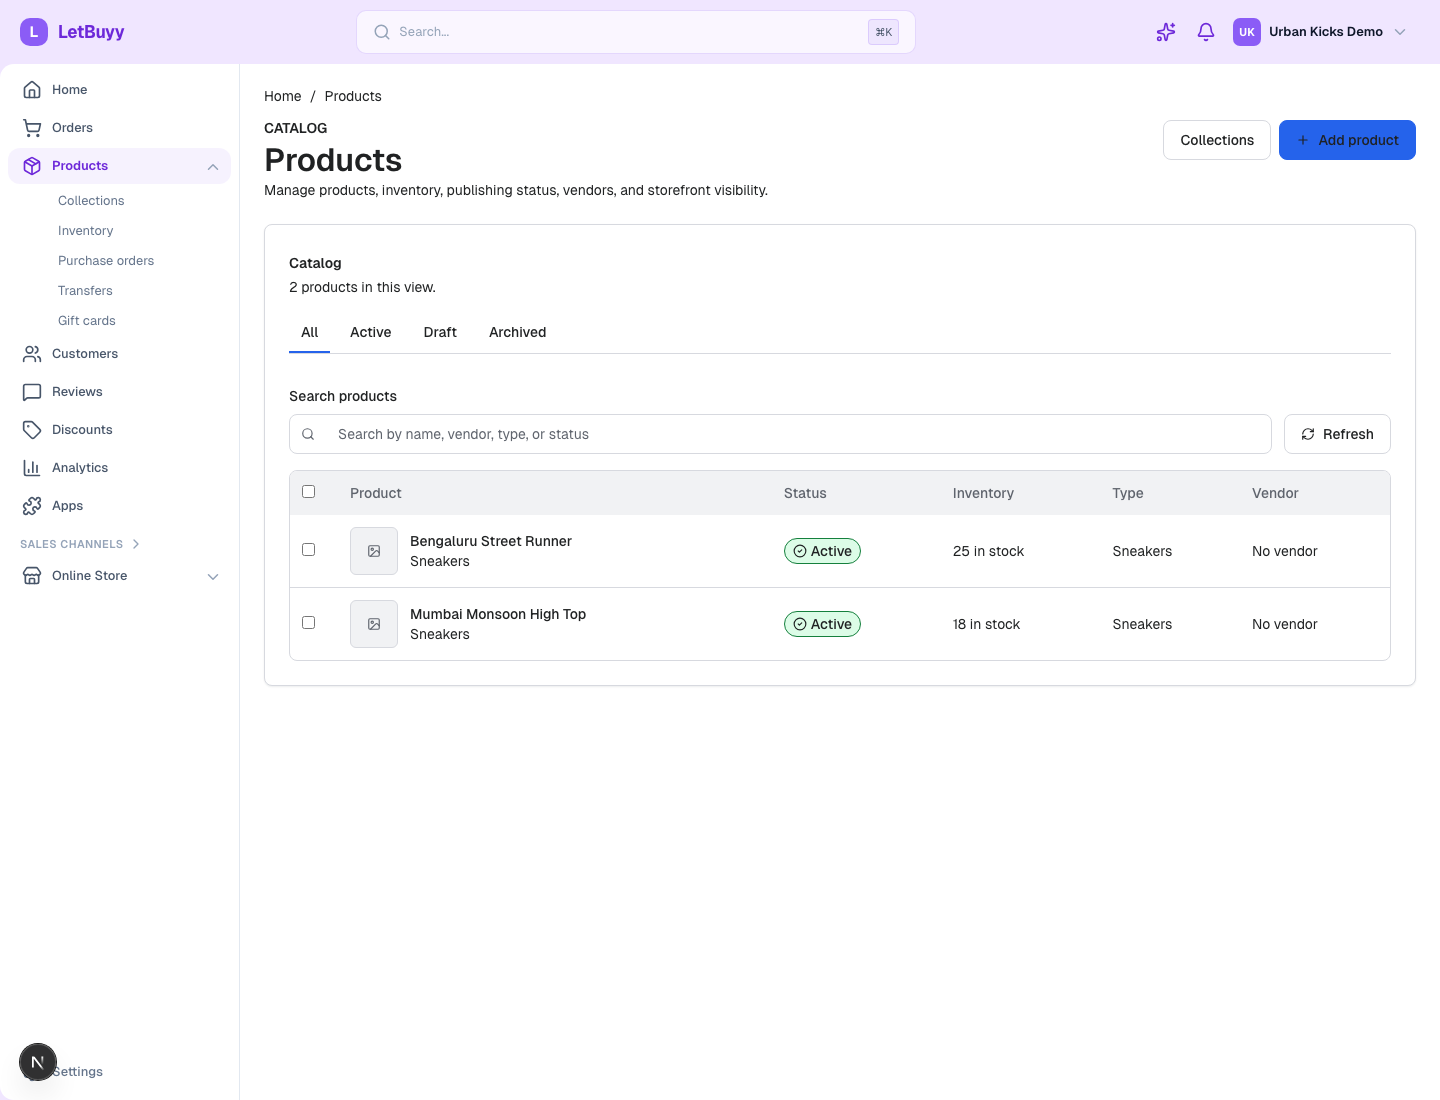 L LetBuyy
Search...
⌘K
UK Urban Kicks Demo
Home
Orders
Products
Collections
Inventory
Purchase orders
Transfers
Gift cards
Customers
Reviews
Discounts
Analytics
Apps
SALES CHANNELS
Online Store
N
Settings
Home / Products
CATALOG
Products
Manage products, inventory, publishing status, vendors, and storefront visibility.
Collections
+ Add product
Catalog
2 products in this view.
All Active Draft Archived
Search products
Search by name, vendor, type, or status
Refresh
Product Status Inventory Type Vendor
Bengaluru Street Runner
Sneakers
Active 25 in stock Sneakers No vendor
Mumbai Monsoon High Top
Sneakers
Active 18 in stock Sneakers No vendor